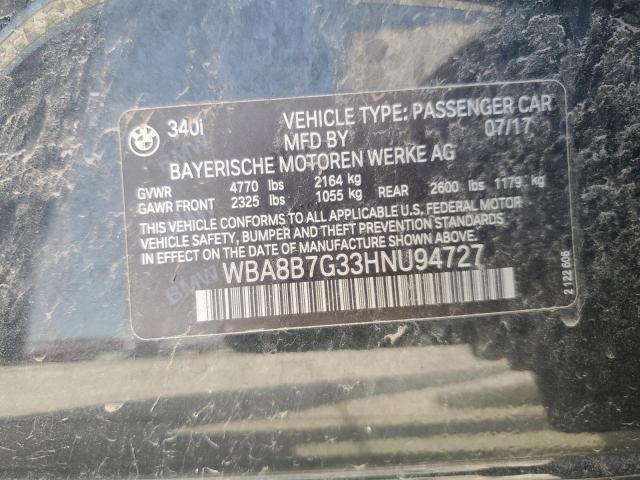 BMW
340i
VEHICLE TYPE: PASSENGER CAR
MFD BY 07/17
BAYERISCHE MOTOREN WERKE AG
GVWR 4770 lbs 2164 kg
GAWR FRONT 2325 lbs 1055 kg REAR 2600 lbs 1179 kg
THIS VEHICLE CONFORMS TO ALL APPLICABLE U.S. FEDERAL MOTOR
VEHICLE SAFETY, BUMPER AND THEFT PREVENTION STANDARDS
IN EFFECT ON THE DATE OF MANUFACTURE SHOWN ABOVE.
WBA8B7G33HNU94727
2 122 606
BMW
BMW